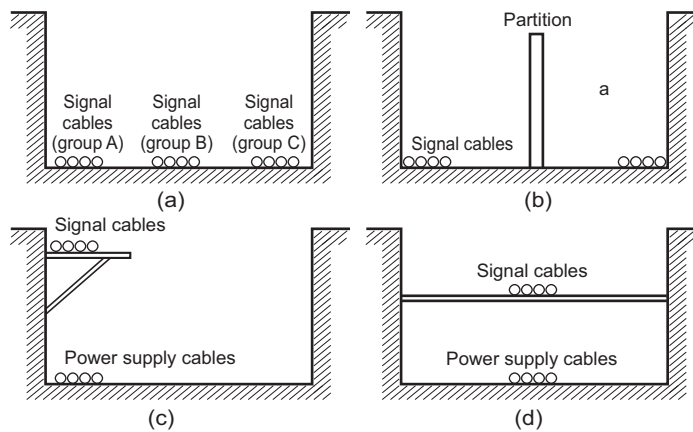 Signal
cables
(group A)
Signal
cables
(group B)
Signal
cables
(group C)
(a)
Partition
a
Signal cables
(b)
Signal cables
Power supply cables
(c)
Signal cables
Power supply cables
(d)